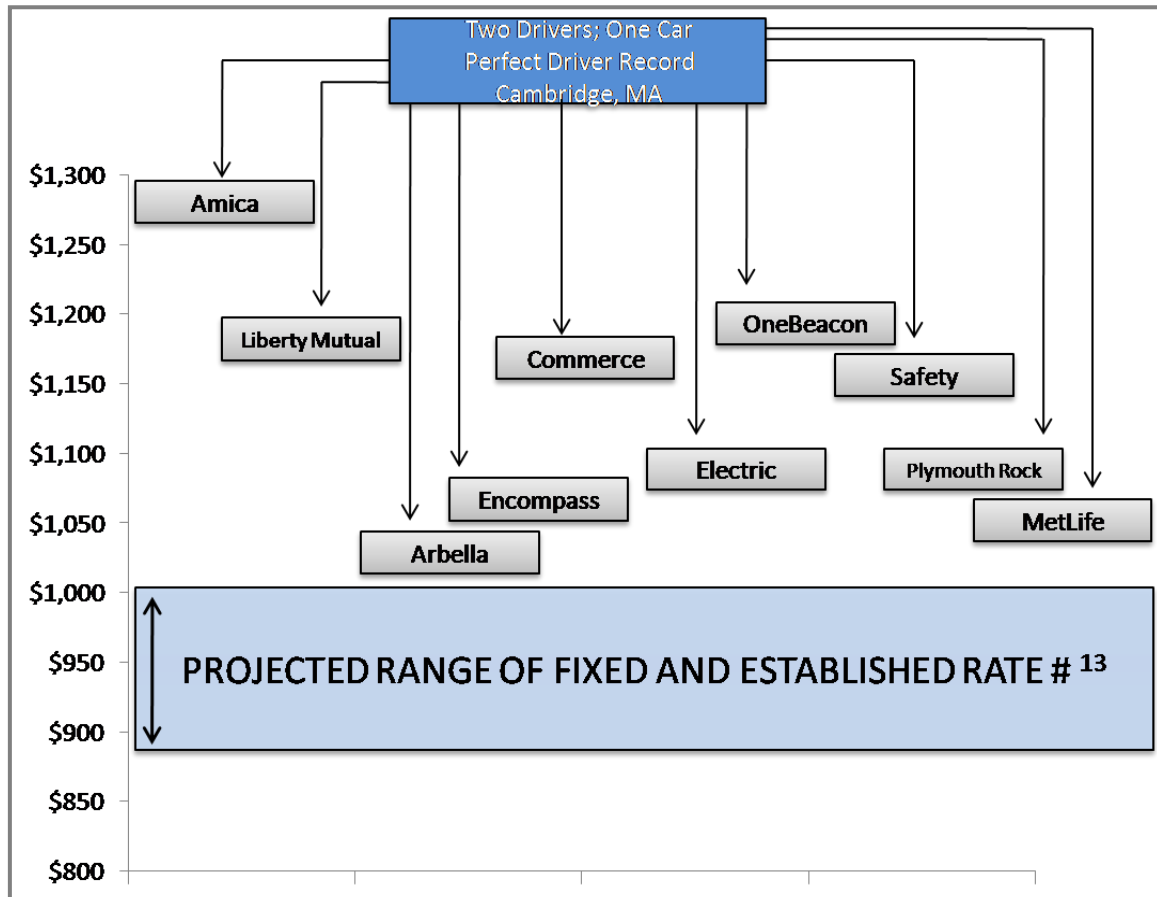 Two Drivers; One Car
Perfect Driver Record
Cambridge, MA
$1,300
Amica
$1,250
$1,200
OneBeacon
Liberty Mutual
Commerce
$1,150
Safety
$1,100
Electric
Plymouth Rock
Encompass
$1,050
MetLife
Arbella
$1,000
$950
PROJECTED RANGE OF FIXED AND ESTABLISHED RATE # 13
$900
$850
$800